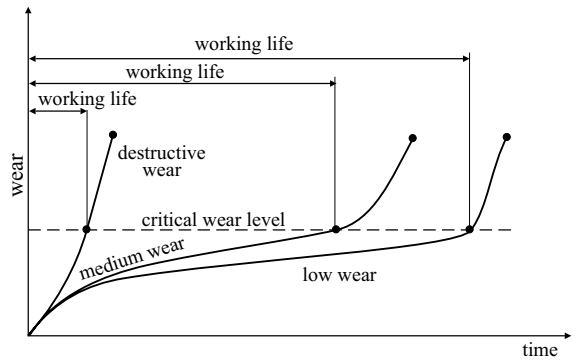 working life
working life
working life
destructive
wear
wear
critical wear level
medium wear
low wear
time